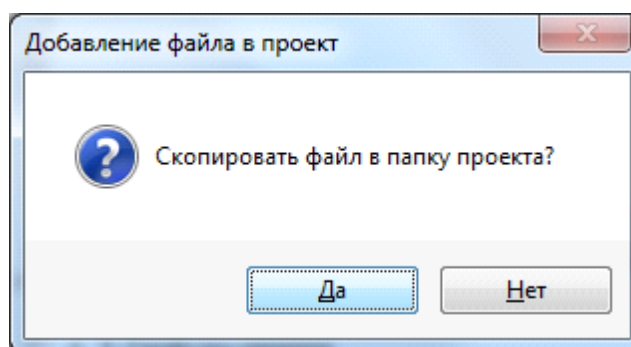 Добавление файла в проект
Скопировать файл в папку проекта?
Да
Нет